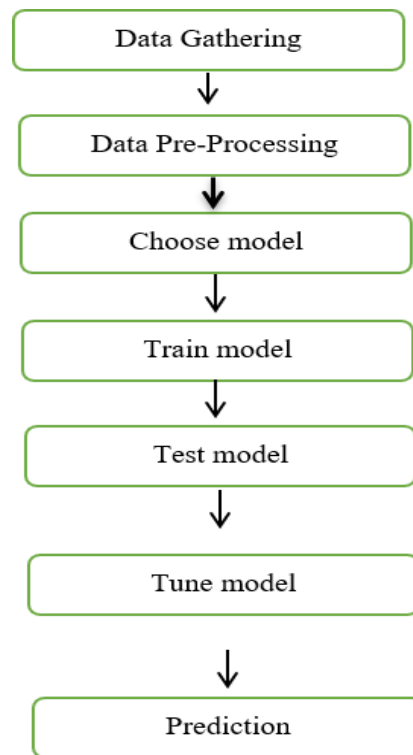 Data Gathering
Data Pre-Processing
Choose model
Train model
Test model
Tune model
Prediction